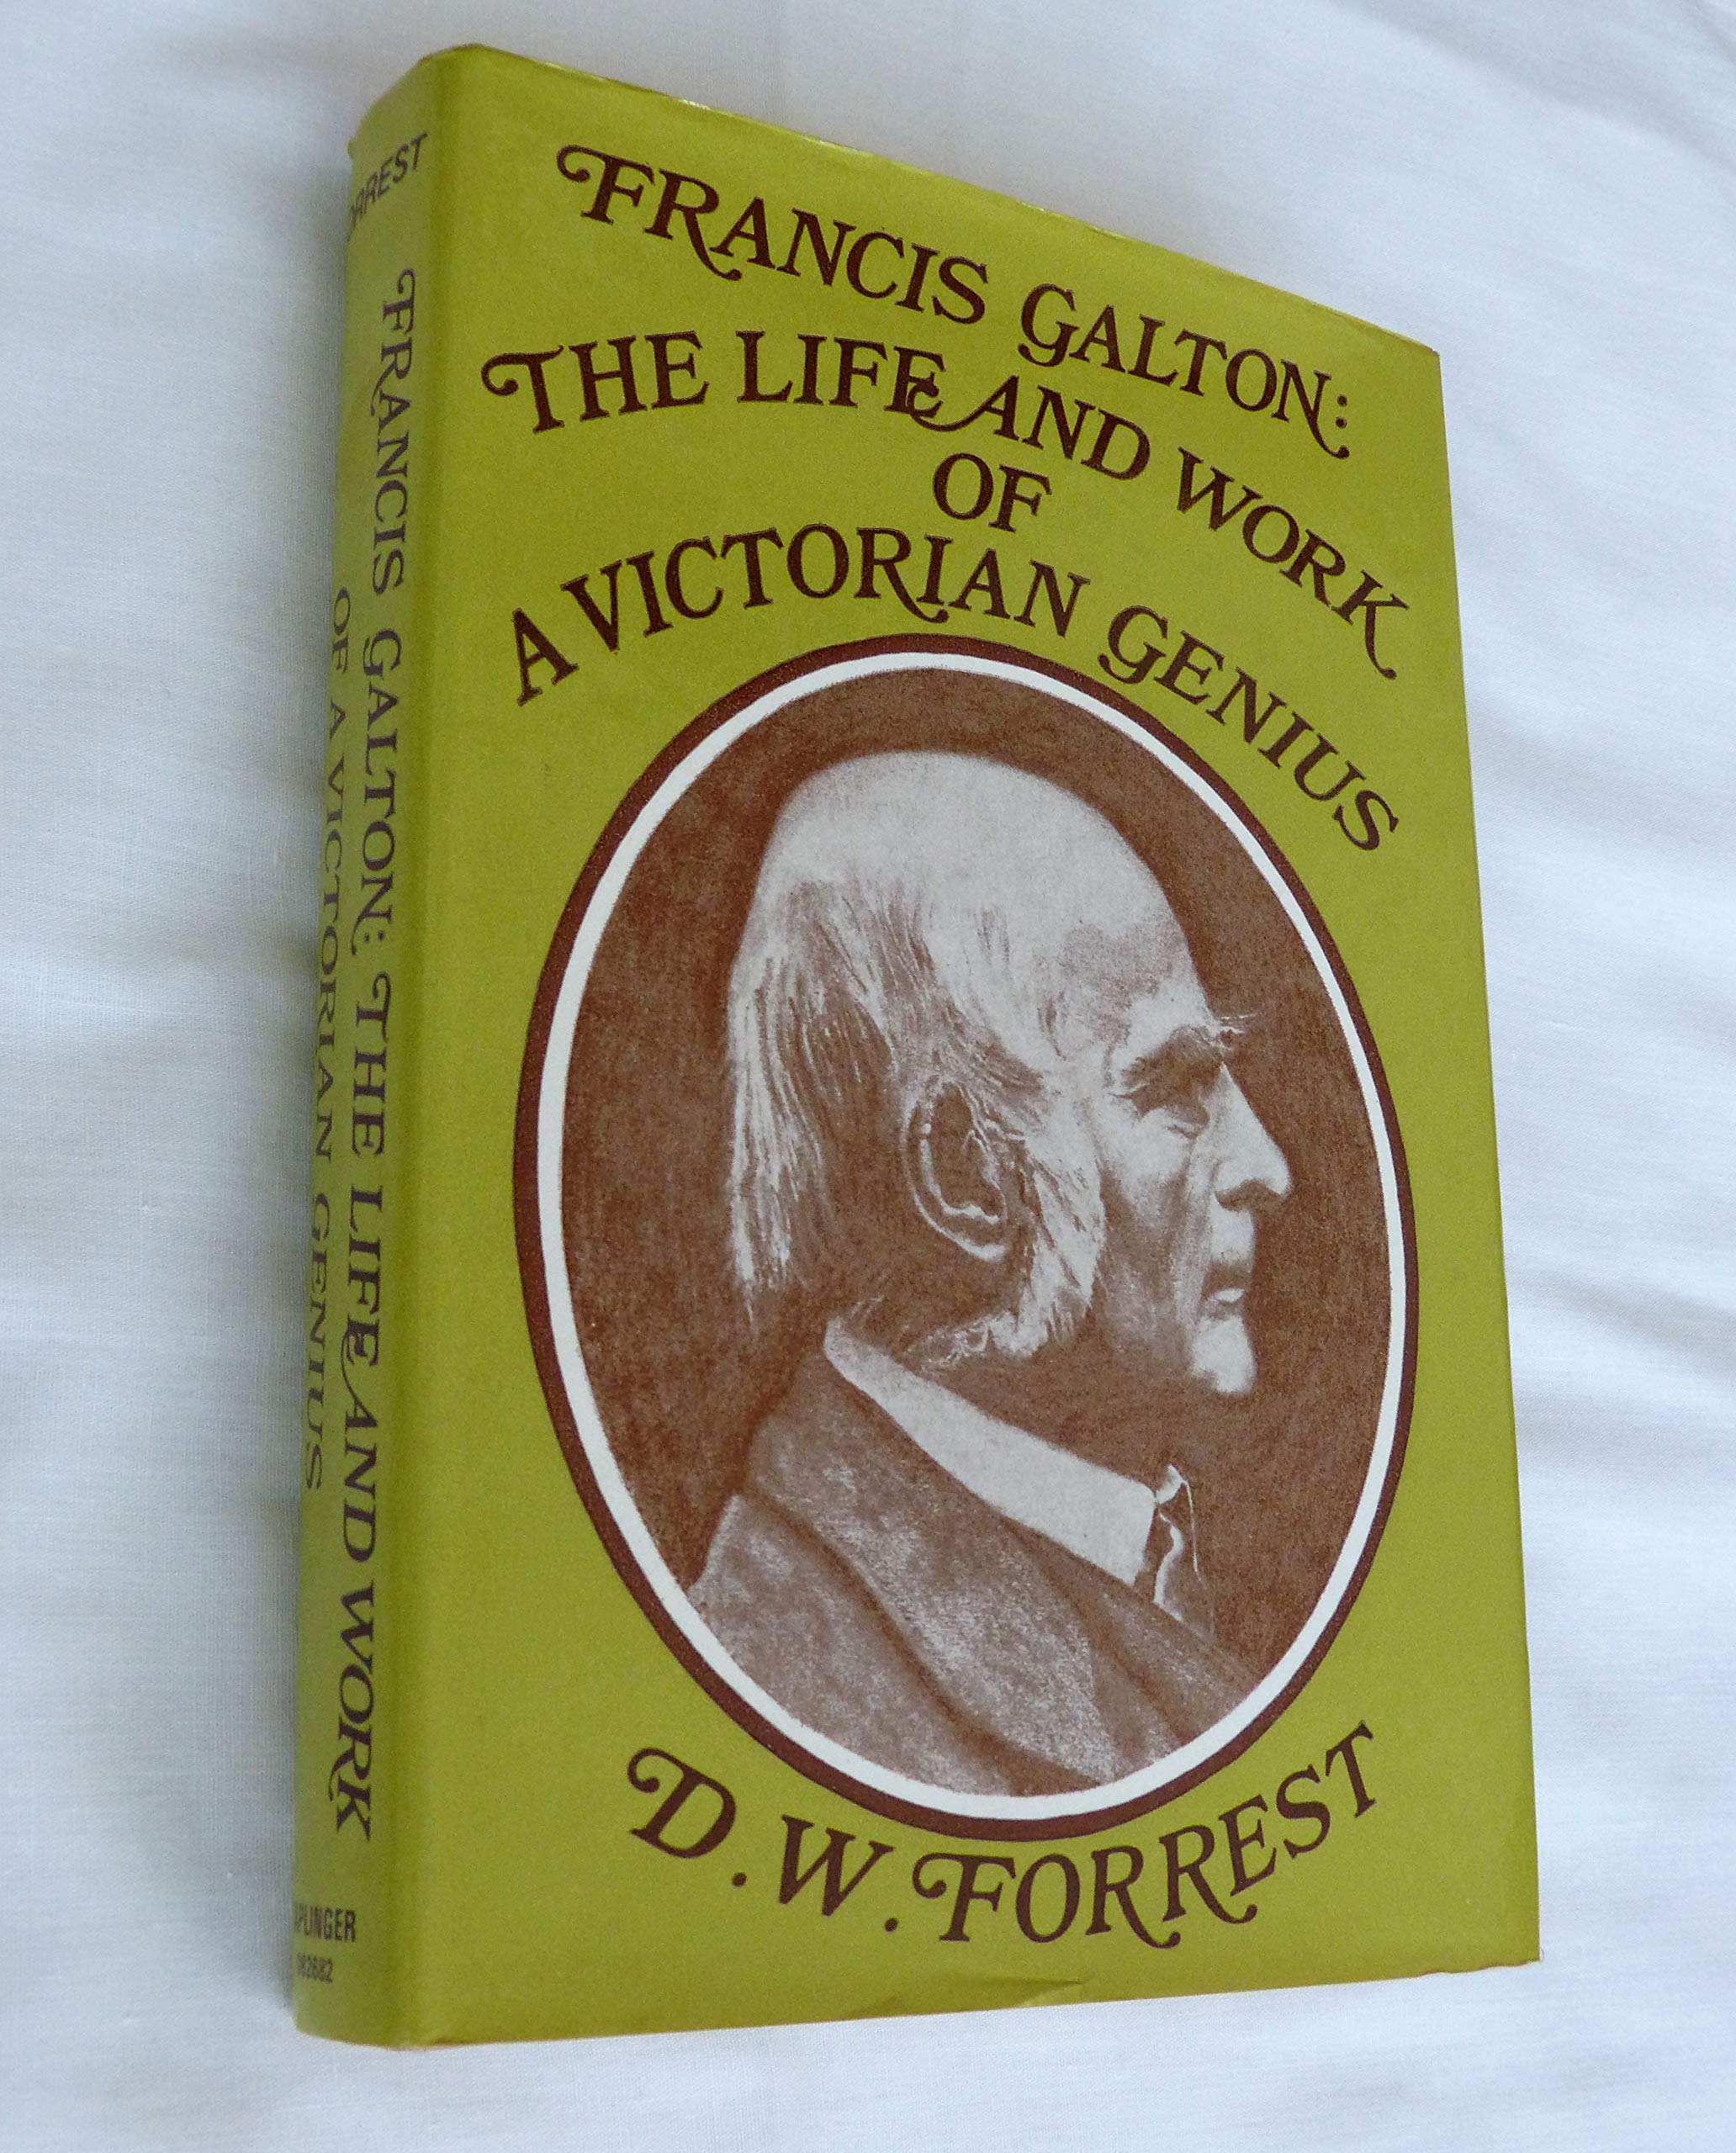 FRANCIS GALTON:
THE LIFE AND WORK
OF
A VICTORIAN GENIUS
D.W.FORREST
FRANCIS GALTON: THE LIFE AND WORK
OF A VICTORIAN GENIUS